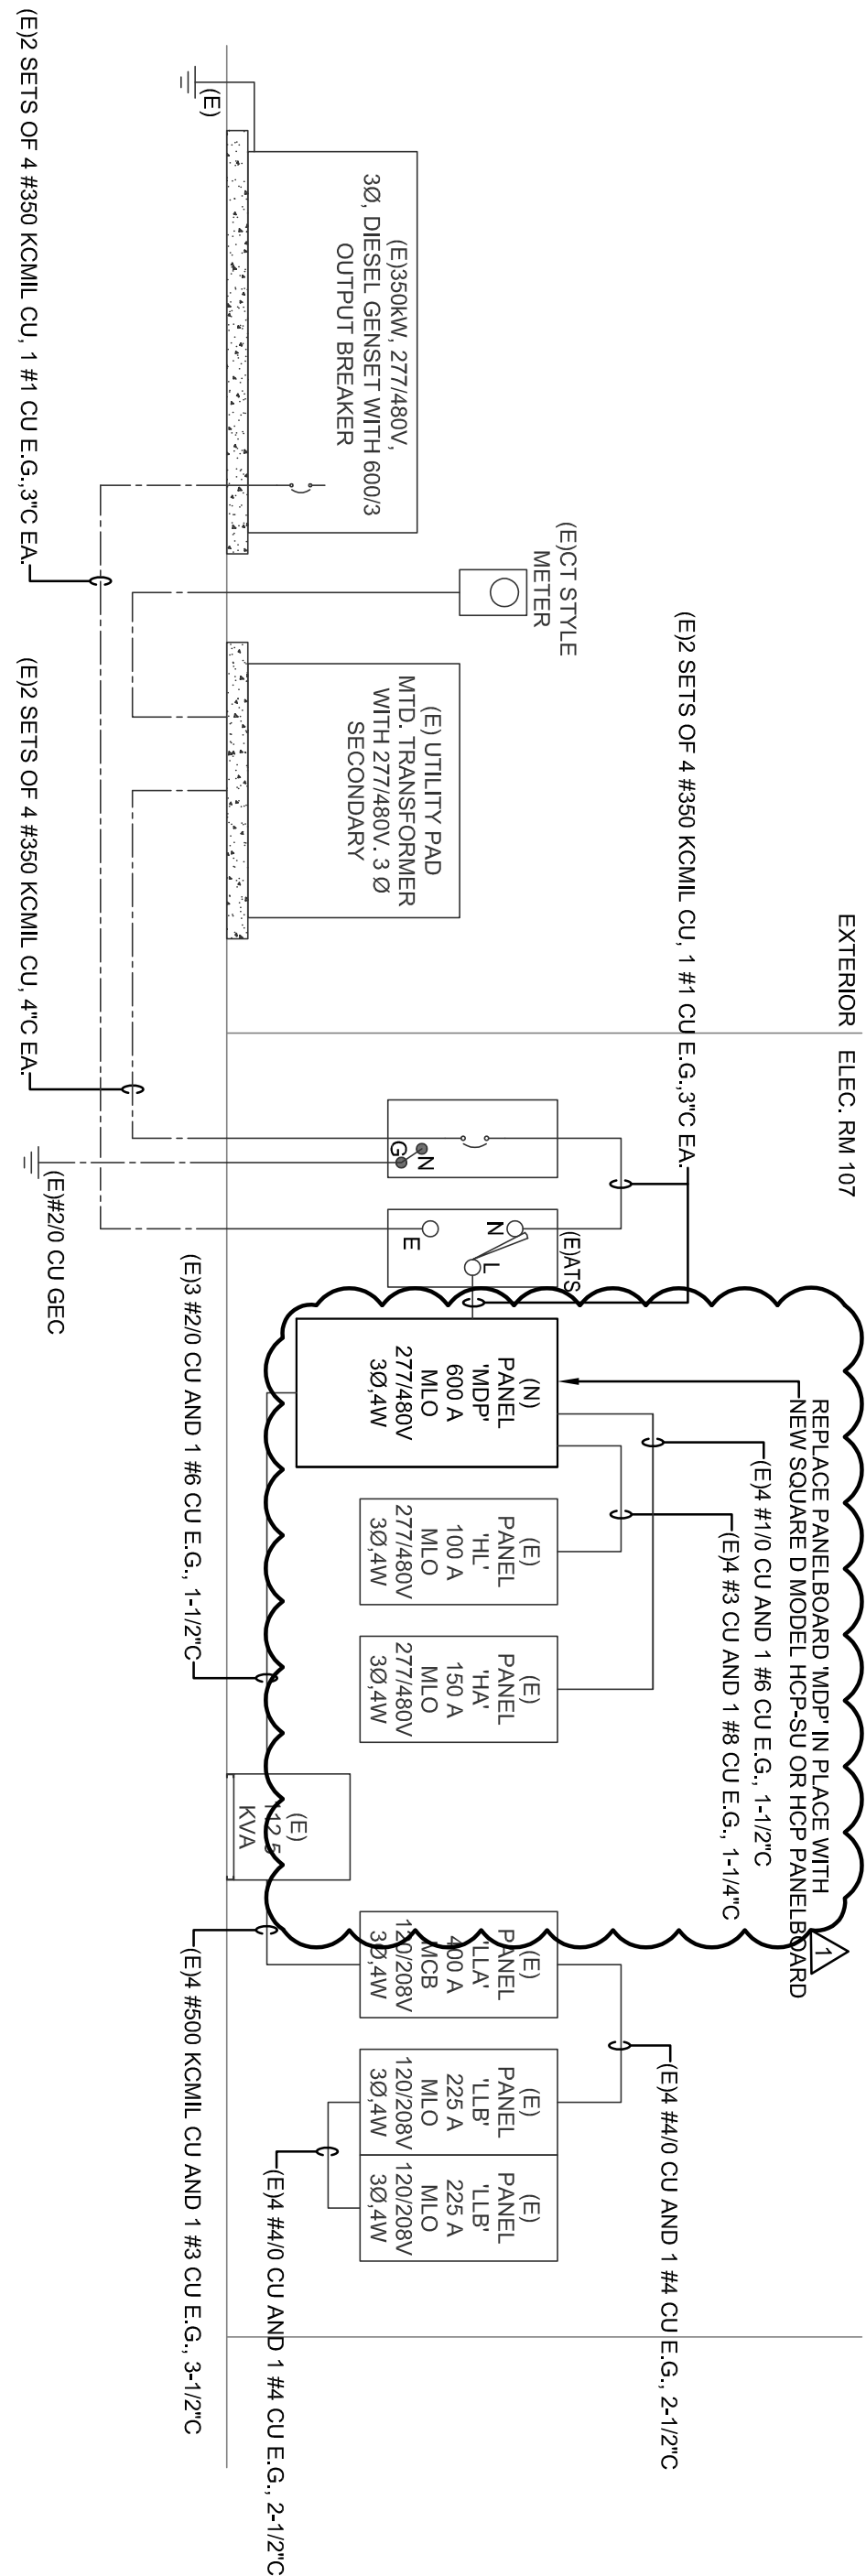 EXTERIOR
ELEC. RM 107
(E)2 SETS OF 4 #350 KCMIL CU, 1 #1 CU E.G.,3"C EA.
(E)CT STYLE
METER
(E)350kW, 277/480V,
3Ø, DIESEL GENSET WITH 600/3
OUTPUT BREAKER
(E)
(E) UTILITY PAD
MTD. TRANSFORMER
WITH 277/480V. 3 Ø
SECONDARY
(E)2 SETS OF 4 #350 KCMIL CU, 1 #1 CU E.G.,3"C EA.
(E)2 SETS OF 4 #350 KCMIL CU, 4"C EA.
N
G
(E)#2/0 CU GEC
(E)ATS
N
L
E
REPLACE PANELBOARD 'MDP' IN PLACE WITH
NEW SQUARE D MODEL HCP-SU OR HCP PANELBOARD
1
(E)4 #1/0 CU AND 1 #6 CU E.G., 1-1/2"C
(E)4 #3 CU AND 1 #8 CU E.G., 1-1/4"C
(N)
PANEL
'MDP'
600 A
MLO
277/480V
3Ø,4W
(E)
PANEL
'HL'
100 A
MLO
277/480V
3Ø,4W
(E)
PANEL
'HA'
150 A
MLO
277/480V
3Ø,4W
(E)3 #2/0 CU AND 1 #6 CU E.G., 1-1/2"C
(E)
112.5
KVA
(E)
PANEL
'LLA'
400 A
MCB
120/208V
3Ø,4W
(E)
PANEL
'LLB'
225 A
MLO
120/208V
3Ø,4W
(E)
PANEL
'LLB'
225 A
MLO
120/208V
3Ø,4W
(E)4 #4/0 CU AND 1 #4 CU E.G., 2-1/2"C
(E)4 #4/0 CU AND 1 #4 CU E.G., 2-1/2"C
(E)4 #500 KCMIL CU AND 1 #3 CU E.G., 3-1/2"C